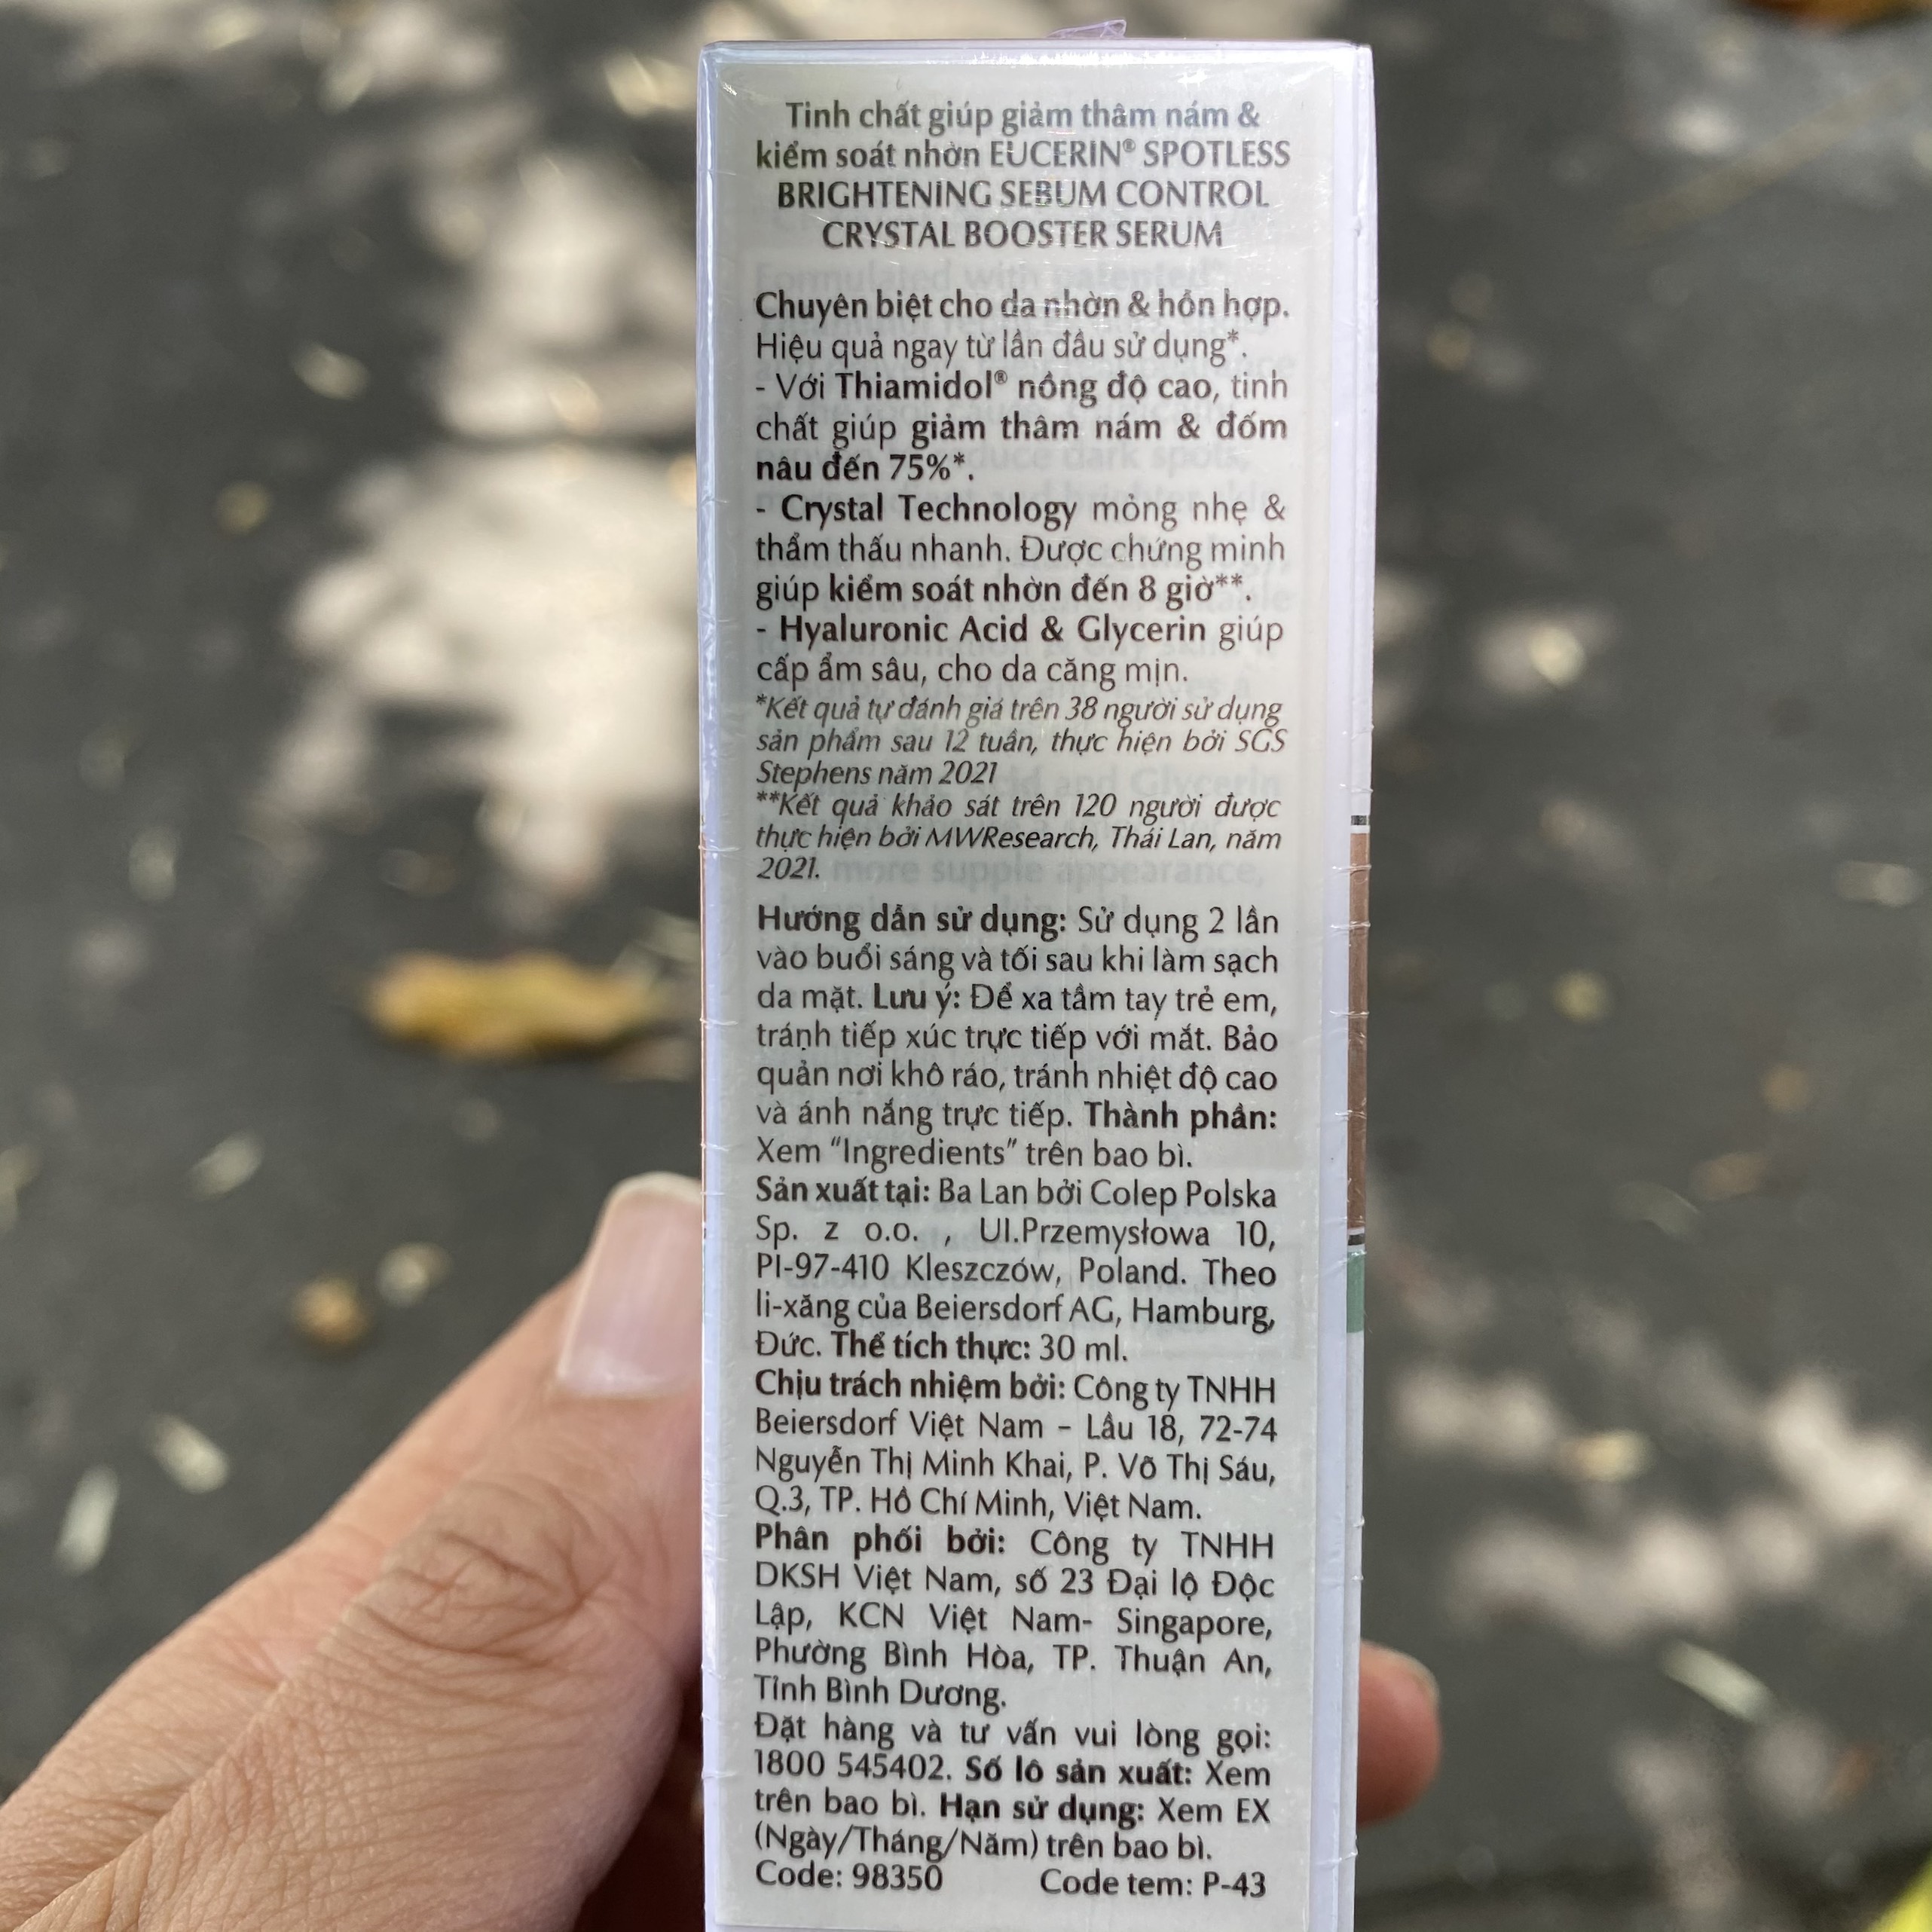 Tinh chất giúp giảm thâm nám &
kiểm soát nhờn EUCERIN® SPOTLESS
BRIGHTENING SEBUM CONTROL
CRYSTAL BOOSTER SERUM
Chuyên biệt cho da nhờn & hỗn hợp.
Hiệu quả ngay từ lần đầu sử dụng*.
- Với Thiamidol® nồng độ cao, tinh
chất giúp giảm thâm nám & đốm
nâu đến 75%*.
- Crystal Technology mỏng nhẹ &
thẩm thấu nhanh. Được chứng minh
giúp kiểm soát nhờn đến 8 giờ**.
- Hyaluronic Acid & Glycerin giúp
cấp ẩm sâu, cho da căng mịn.
*Kết quả tự đánh giá trên 38 người sử dụng
sản phẩm sau 12 tuần, thực hiện bởi SGS
Stephens năm 2021
**Kết quả khảo sát trên 120 người được
thực hiện bởi MWResearch, Thái Lan, năm
2021.
Hướng dẫn sử dụng: Sử dụng 2 lần
vào buổi sáng và tối sau khi làm sạch
da mặt. Lưu ý: Để xa tầm tay trẻ em,
tránh tiếp xúc trực tiếp với mắt. Bảo
quản nơi khô ráo, tránh nhiệt độ cao
và ánh nắng trực tiếp. Thành phần:
Xem “Ingredients” trên bao bì.
Sản xuất tại: Ba Lan bởi Colep Polska
Sp. z o.o. , Ul.Przemysłowa 10,
Pl-97-410 Kleszczów, Poland. Theo
li-xăng của Beiersdorf AG, Hamburg,
Đức. Thể tích thực: 30 ml.
Chịu trách nhiệm bởi: Công ty TNHH
Beiersdorf Việt Nam – Lầu 18, 72-74
Nguyễn Thị Minh Khai, P. Võ Thị Sáu,
Q.3, TP. Hồ Chí Minh, Việt Nam.
Phân phối bởi: Công ty TNHH
DKSH Việt Nam, số 23 Đại lộ Độc
Lập, KCN Việt Nam- Singapore,
Phường Bình Hòa, TP. Thuận An,
Tỉnh Bình Dương.
Đặt hàng và tư vấn vui lòng gọi:
1800 545402. Số lô sản xuất: Xem
trên bao bì. Hạn sử dụng: Xem EX
(Ngày/Tháng/Năm) trên bao bì.
Code: 98350 Code tem: P-43